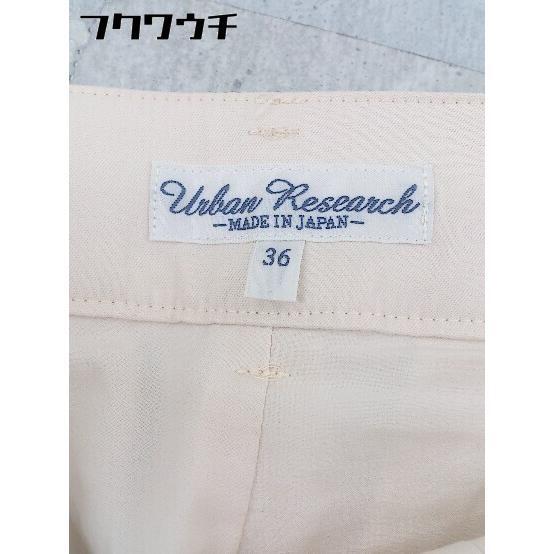 フクワウチ
Urban Research
—MADE IN JAPAN—
36